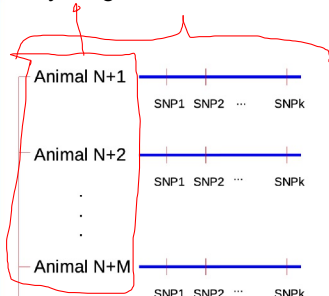 Animal N+1
SNP1 SNP2 ... SNPk
Animal N+2
SNP1 SNP2 ... SNPk
.
.
.
Animal N+M
SNP1 SNP2 ... SNPk